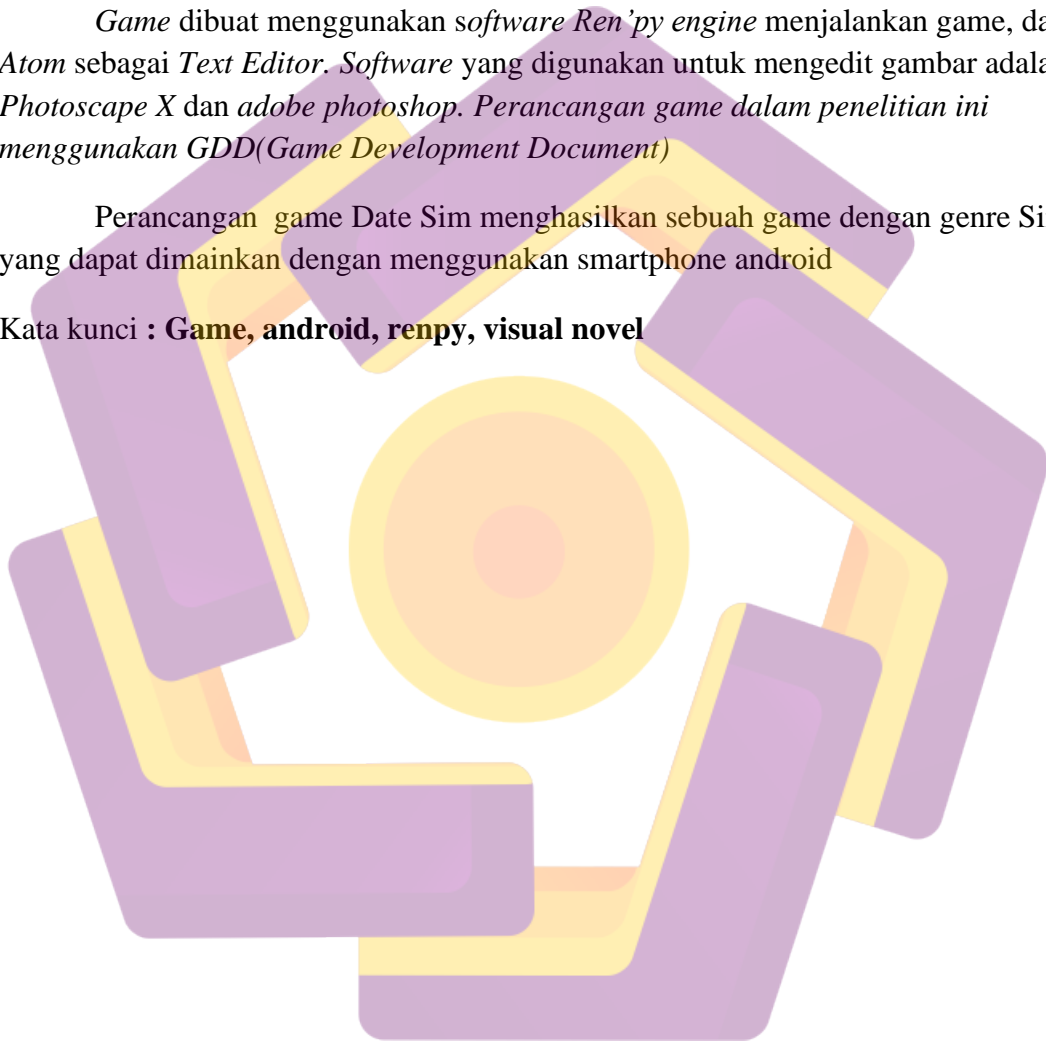 Game dibuat menggunakan software Ren’py engine menjalankan game, da
Atom sebagai Text Editor. Software yang digunakan untuk mengedit gambar adala
Photoscape X dan adobe photoshop. Perancangan game dalam penelitian ini
menggunakan GDD(Game Development Document)
Perancangan  game Date Sim menghasilkan sebuah game dengan genre Si
yang dapat dimainkan dengan menggunakan smartphone android
Kata kunci : Game, android, renpy, visual novel